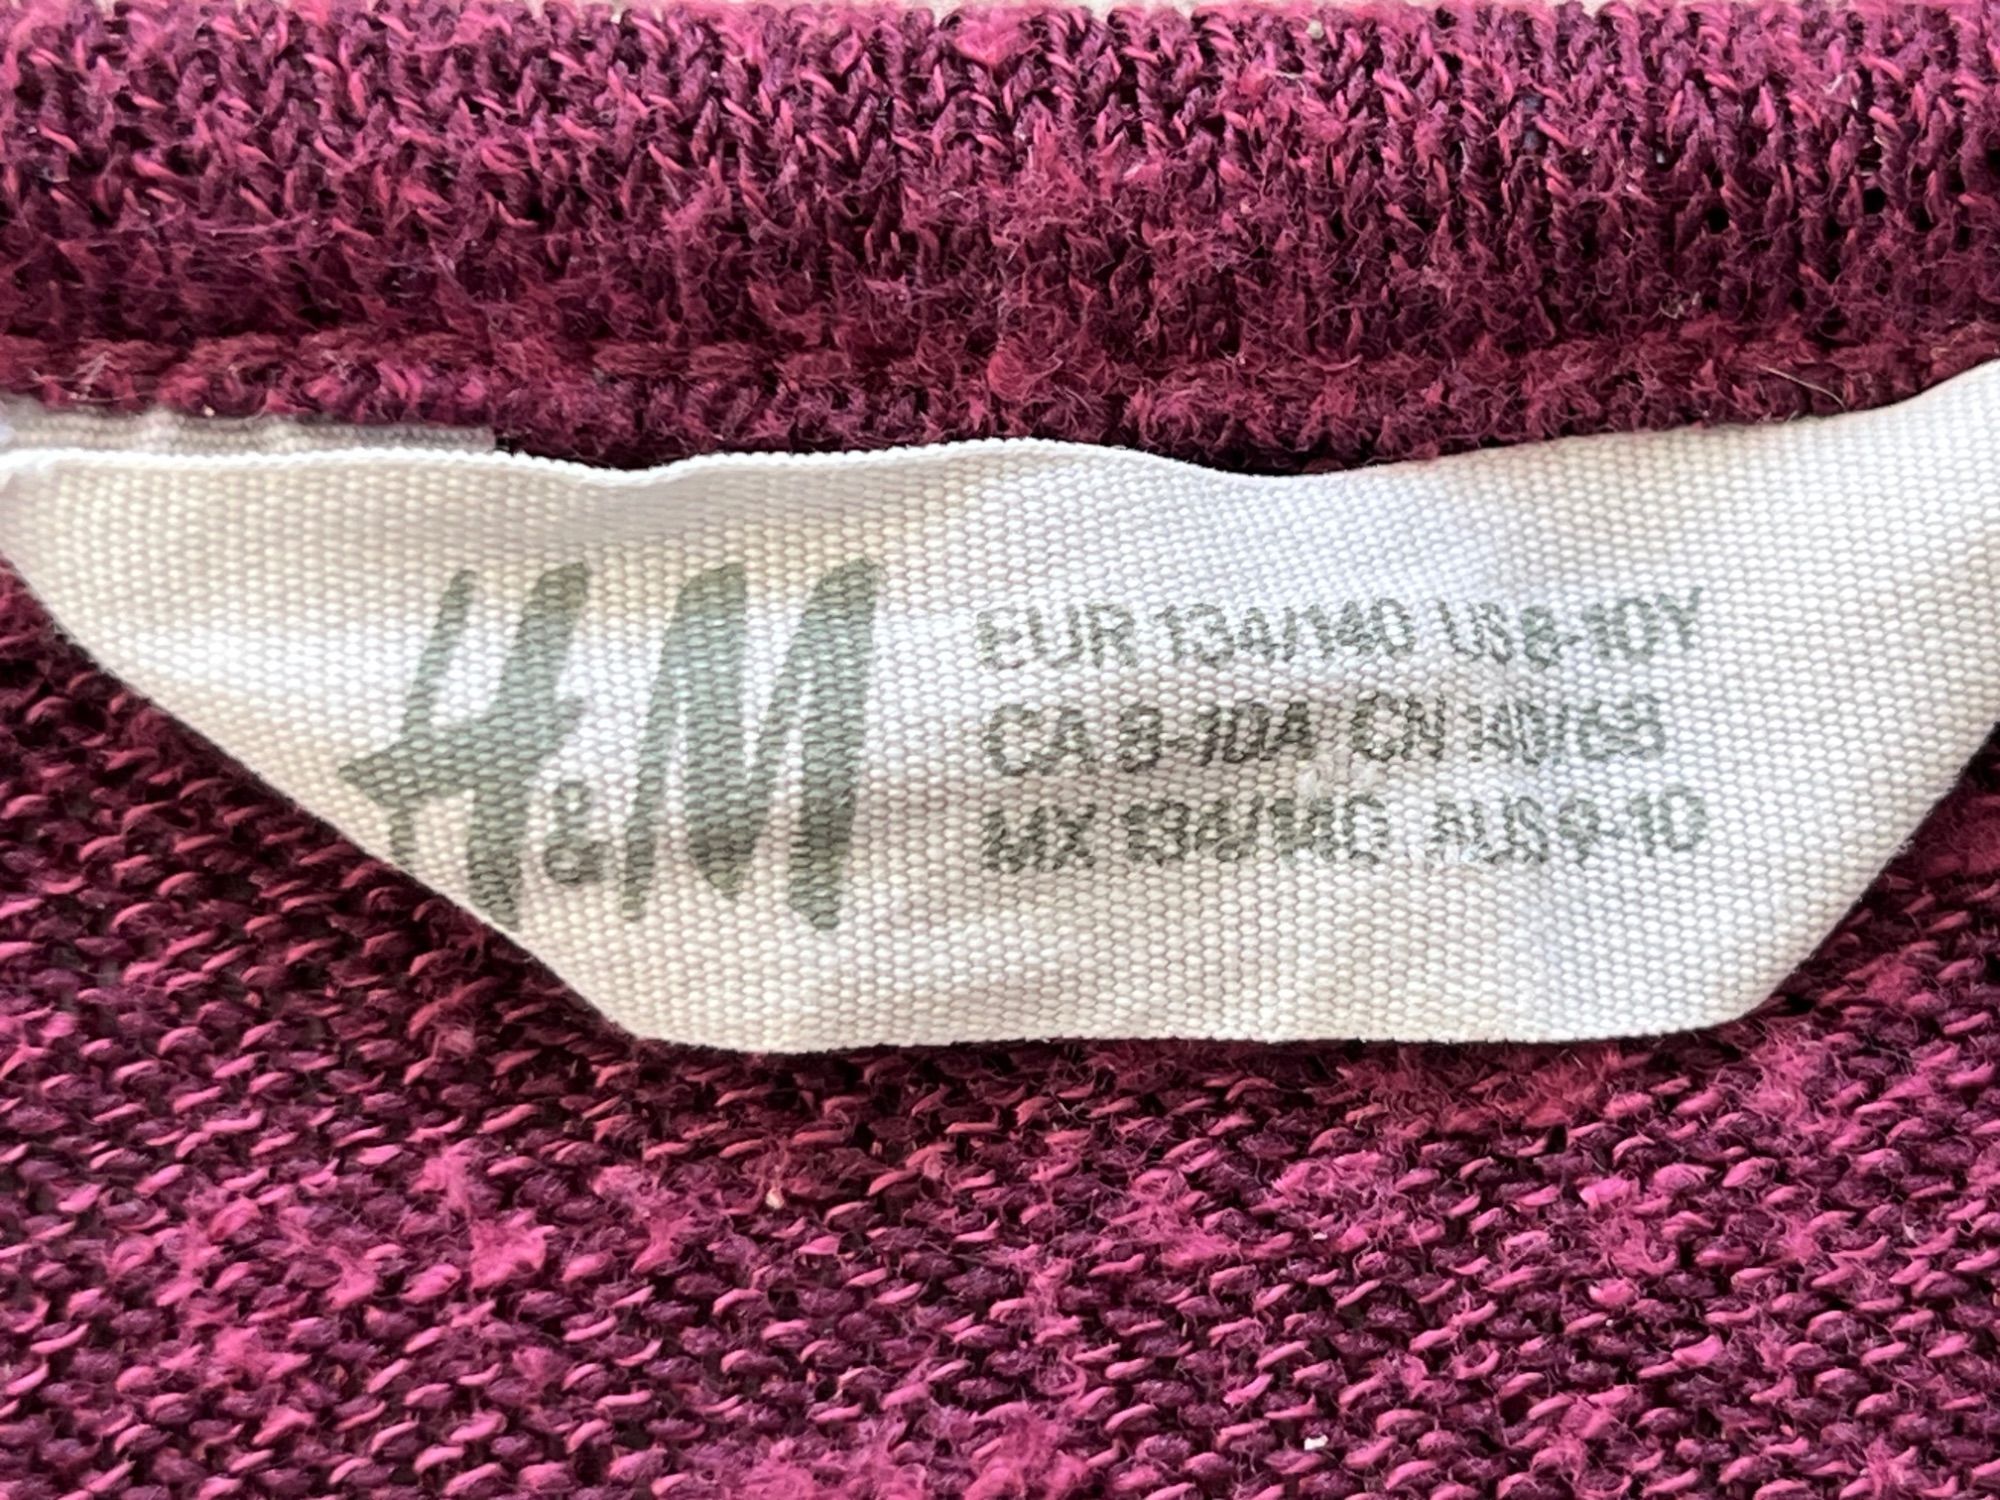 H&M
EUR 134/140 US 8-10Y
CA 8-10A CN 140/68
MX 134/140 AUS 9-10